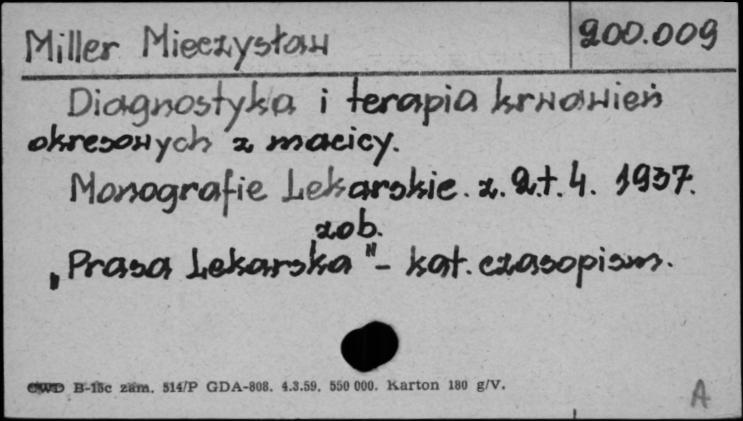 Miller Mieczysław 200.009
Diagnostyka i terapia krwawień
okresowych z macicy.
Monografie Lekarskie. z. 2. t. 4. 1937.
zob.
„Prasa Lekarska" - kat. czasopism.
CWD B-15c zam. 514/P GDA-808. 4.3.59. 550 000. Karton 180 g/V.
A